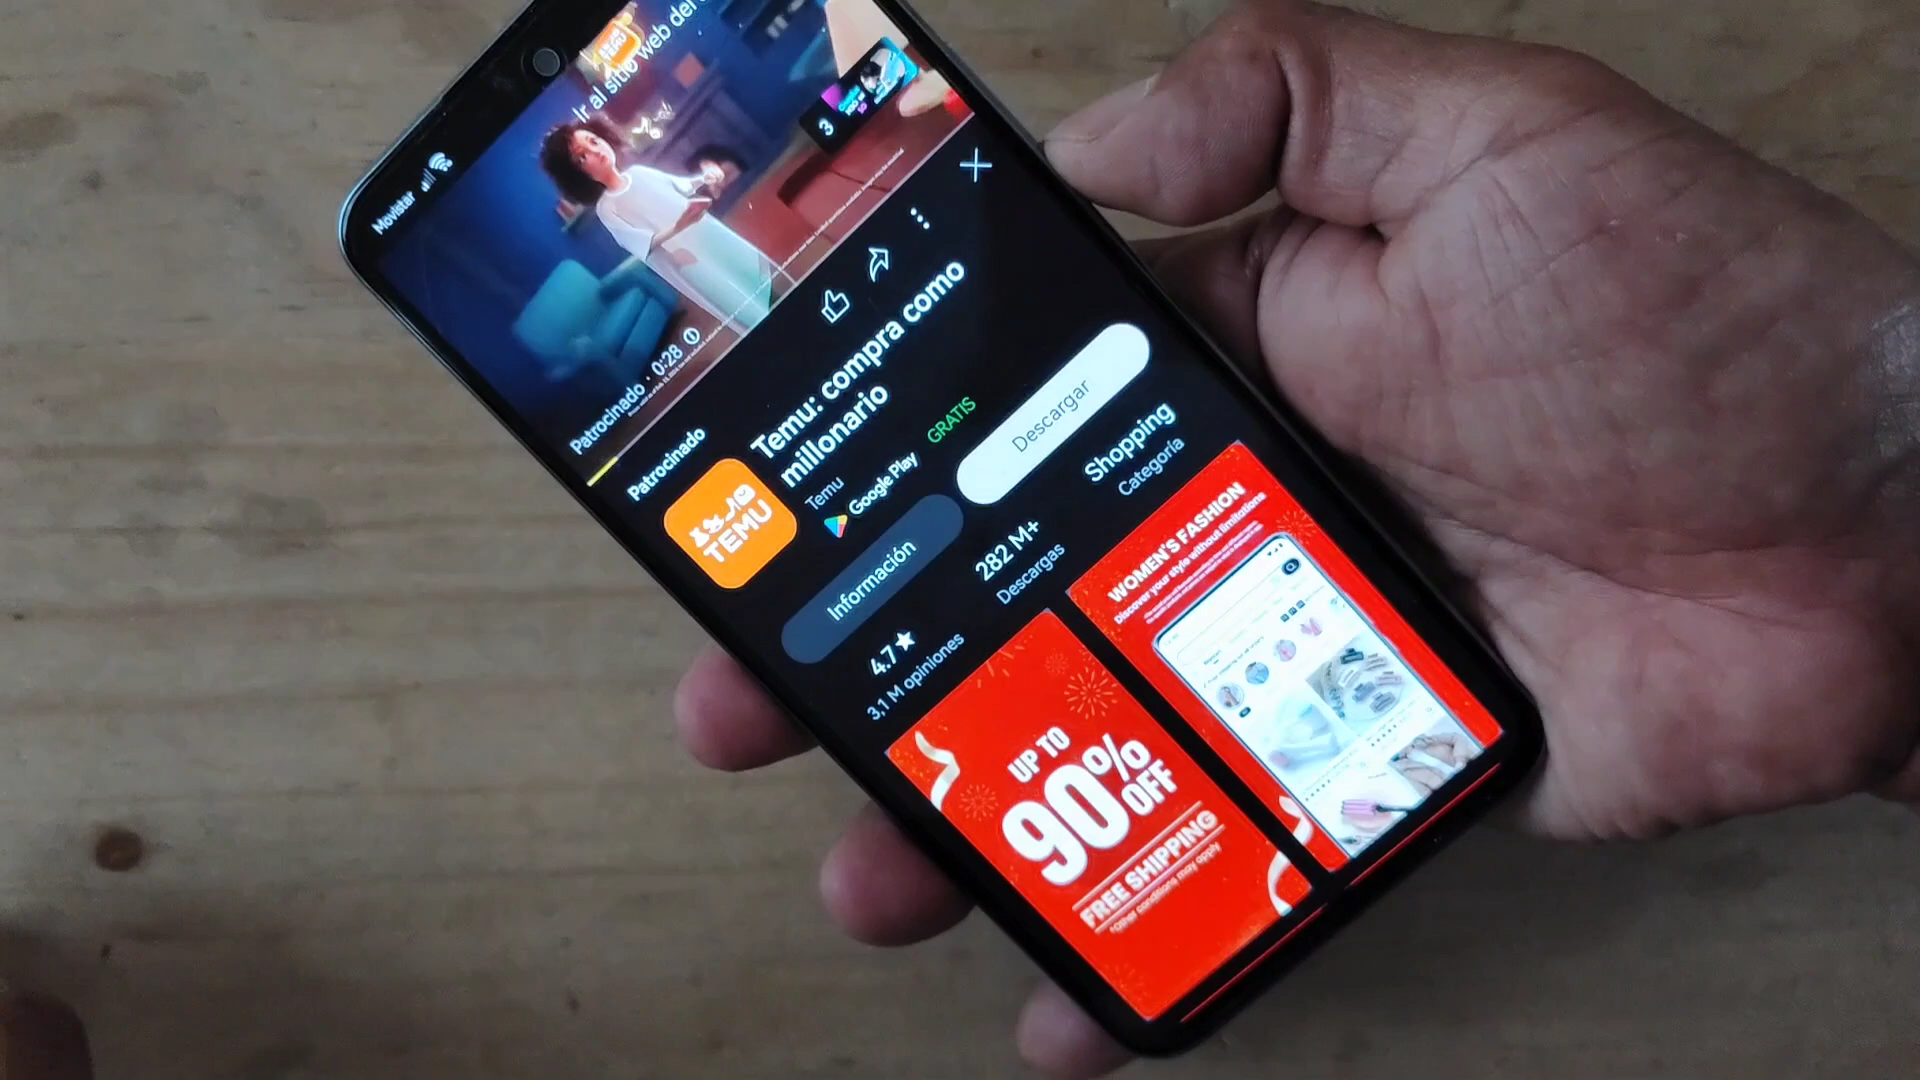 Movistar
TEMU
Ir al sitio web del
3
Patrocinado · 0:28
Patrocinado
TEMU
Temu: compra como
millonario
Temu
Google Play
GRATIS
Información
Descargar
4.7★
3,1 M opiniones
282 M+
Descargas
Shopping
Categoría
UP TO
90%
OFF
FREE SHIPPING
*Other conditions may apply
WOMEN'S FASHION
Discover your style without limitations